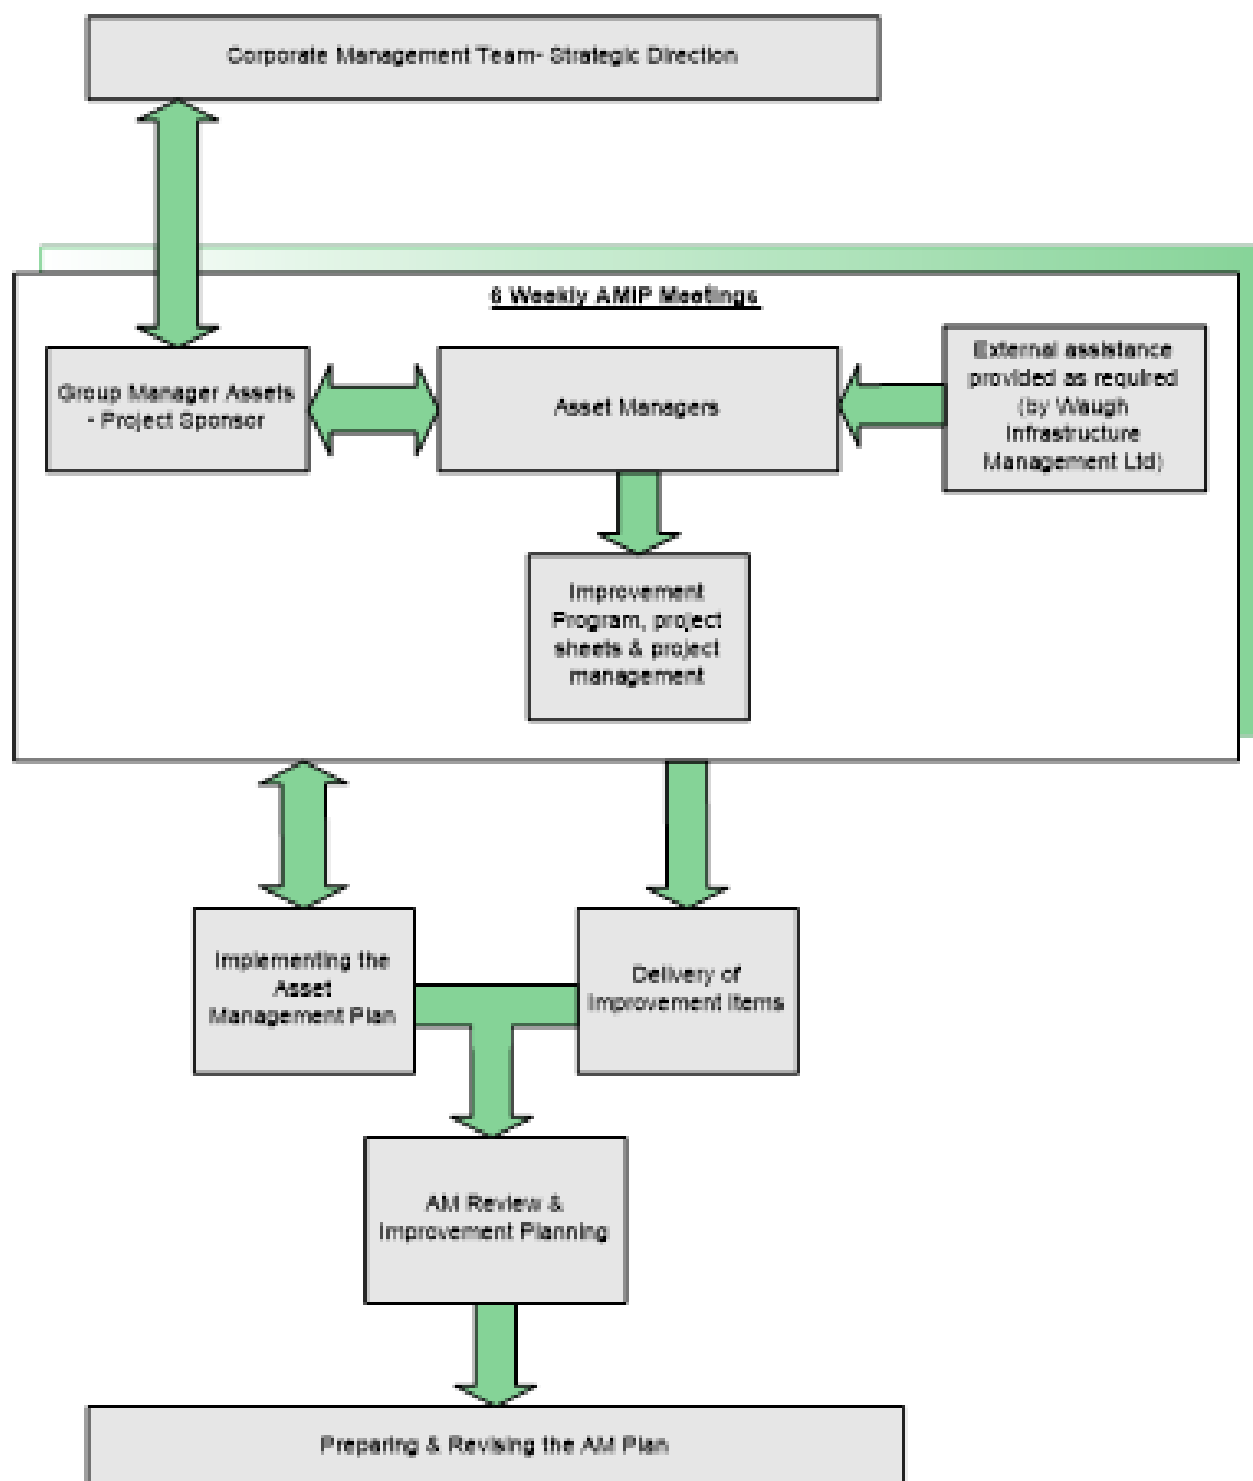 Corporate Management Team- Strategic Direction
6 Weekly AMIP Meetings
Group Manager Assets
- Project Sponsor
Asset Managers
External assistance
provided as required
(by Waugh
Infrastructure
Management Ltd)
Improvement
Program, project
sheets & project
management
Implementing the
Asset
Management Plan
Delivery of
Improvement Items
AM Review &
Improvement Planning
Preparing & Revising the AM Plan